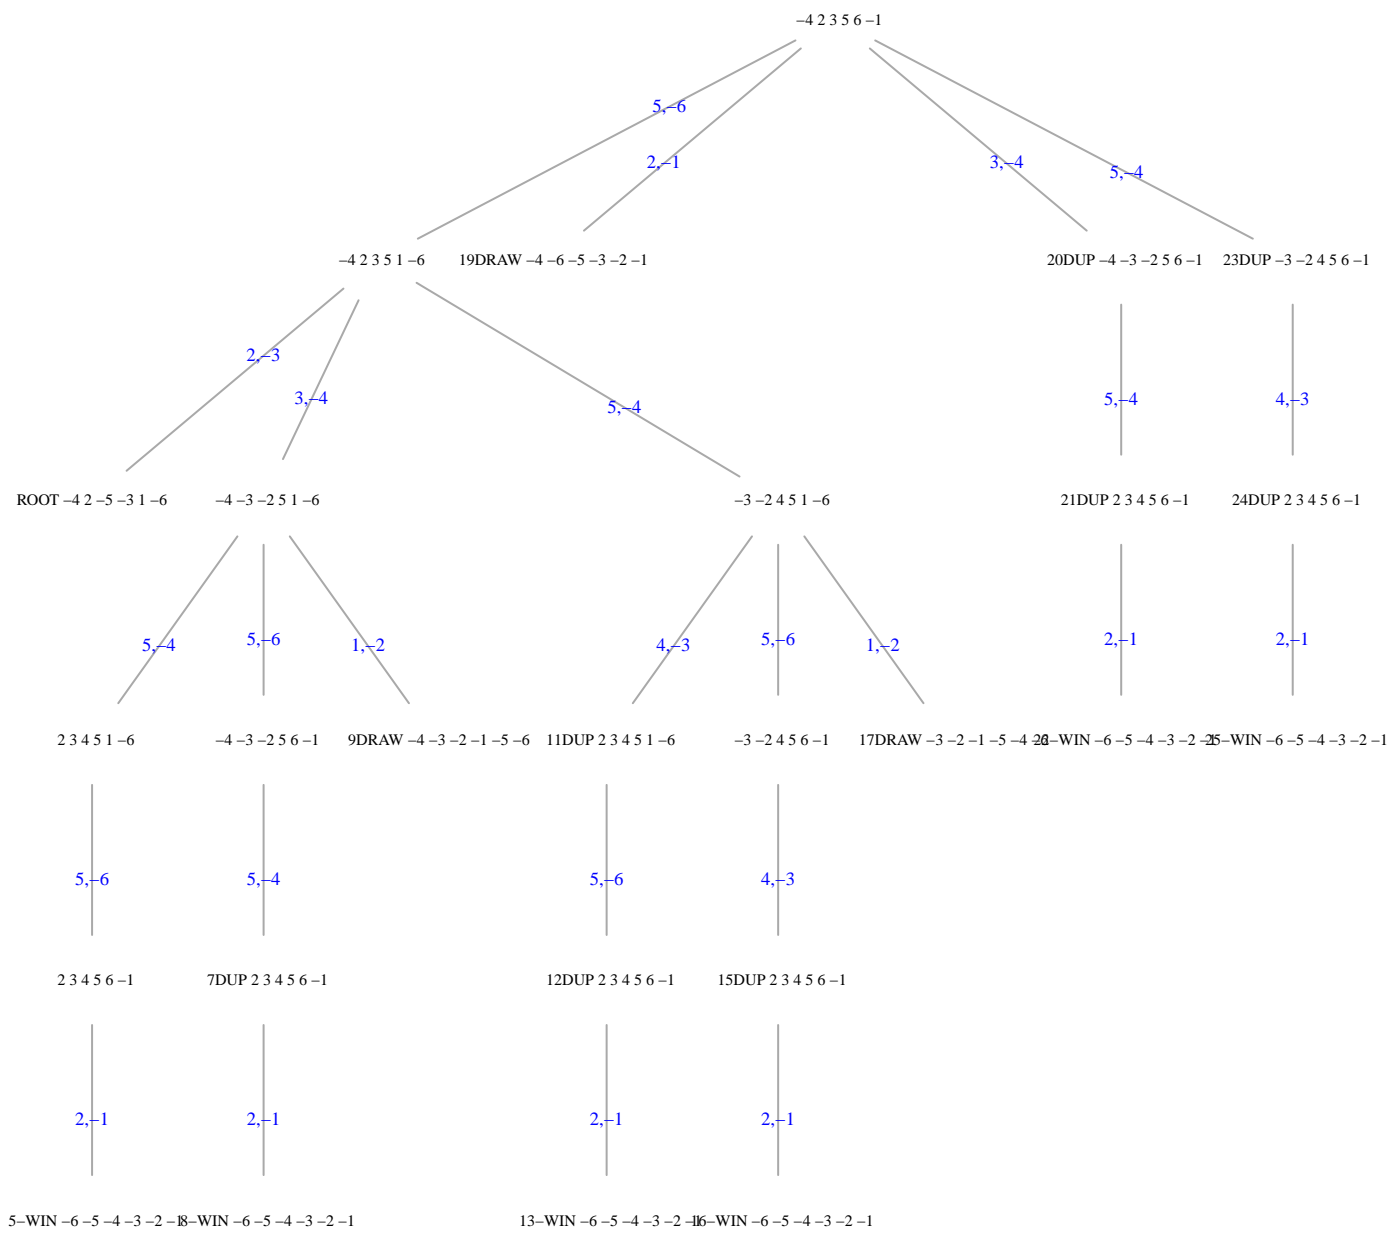 –4 2 3 5 6 –1
5,–6
2,–1
3,–4
5,–4
–4 2 3 5 1 –6
19DRAW –4 –6 –5 –3 –2 –1
20DUP –4 –3 –2 5 6 –1
23DUP –3 –2 4 5 6 –1
2,–3
3,–4
5,–4
5,–4
4,–3
ROOT –4 2 –5 –3 1 –6
–4 –3 –2 5 1 –6
–3 –2 4 5 1 –6
21DUP 2 3 4 5 6 –1
24DUP 2 3 4 5 6 –1
5,–4
5,–6
1,–2
4,–3
5,–6
1,–2
2,–1
2,–1
2 3 4 5 1 –6
–4 –3 –2 5 6 –1
9DRAW –4 –3 –2 –1 –5 –6
11DUP 2 3 4 5 1 –6
–3 –2 4 5 6 –1
17DRAW –3 –2 –1 –5 –4 –6
22–WIN –6 –5 –4 –3 –2 –1
25–WIN –6 –5 –4 –3 –2 –1
5,–6
5,–4
5,–6
4,–3
2 3 4 5 6 –1
7DUP 2 3 4 5 6 –1
12DUP 2 3 4 5 6 –1
15DUP 2 3 4 5 6 –1
2,–1
2,–1
2,–1
2,–1
5–WIN –6 –5 –4 –3 –2 –1
8–WIN –6 –5 –4 –3 –2 –1
13–WIN –6 –5 –4 –3 –2 –1
16–WIN –6 –5 –4 –3 –2 –1